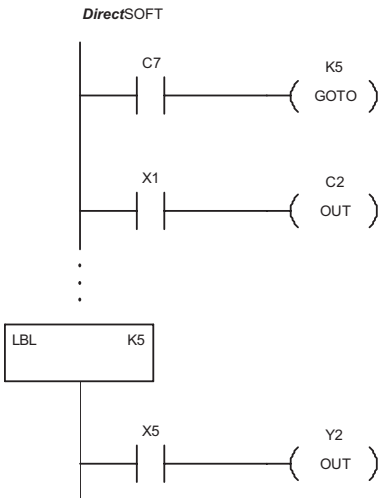 DirectSOFT
C7
K5
GOTO
X1
C2
OUT
LBL K5
X5
Y2
OUT